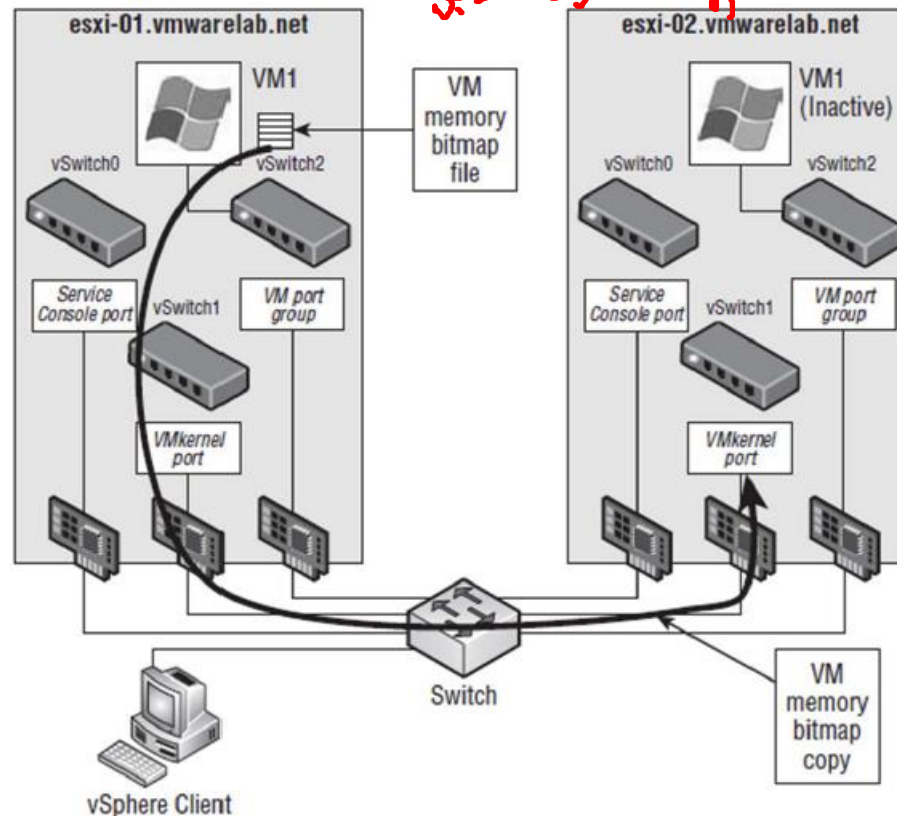 esxi-01.vmwarelab.net
VM1
vSwitch0
vSwitch2
Service
Console port
vSwitch1
VM port
group
VMkernel
port
VM
memory
bitmap
file
esxi-02.vmwarelab.net
VM1
(Inactive)
vSwitch0
vSwitch2
Service
Console port
vSwitch1
VM port
group
VMkernel
port
Switch
VM
memory
bitmap
copy
vSphere Client